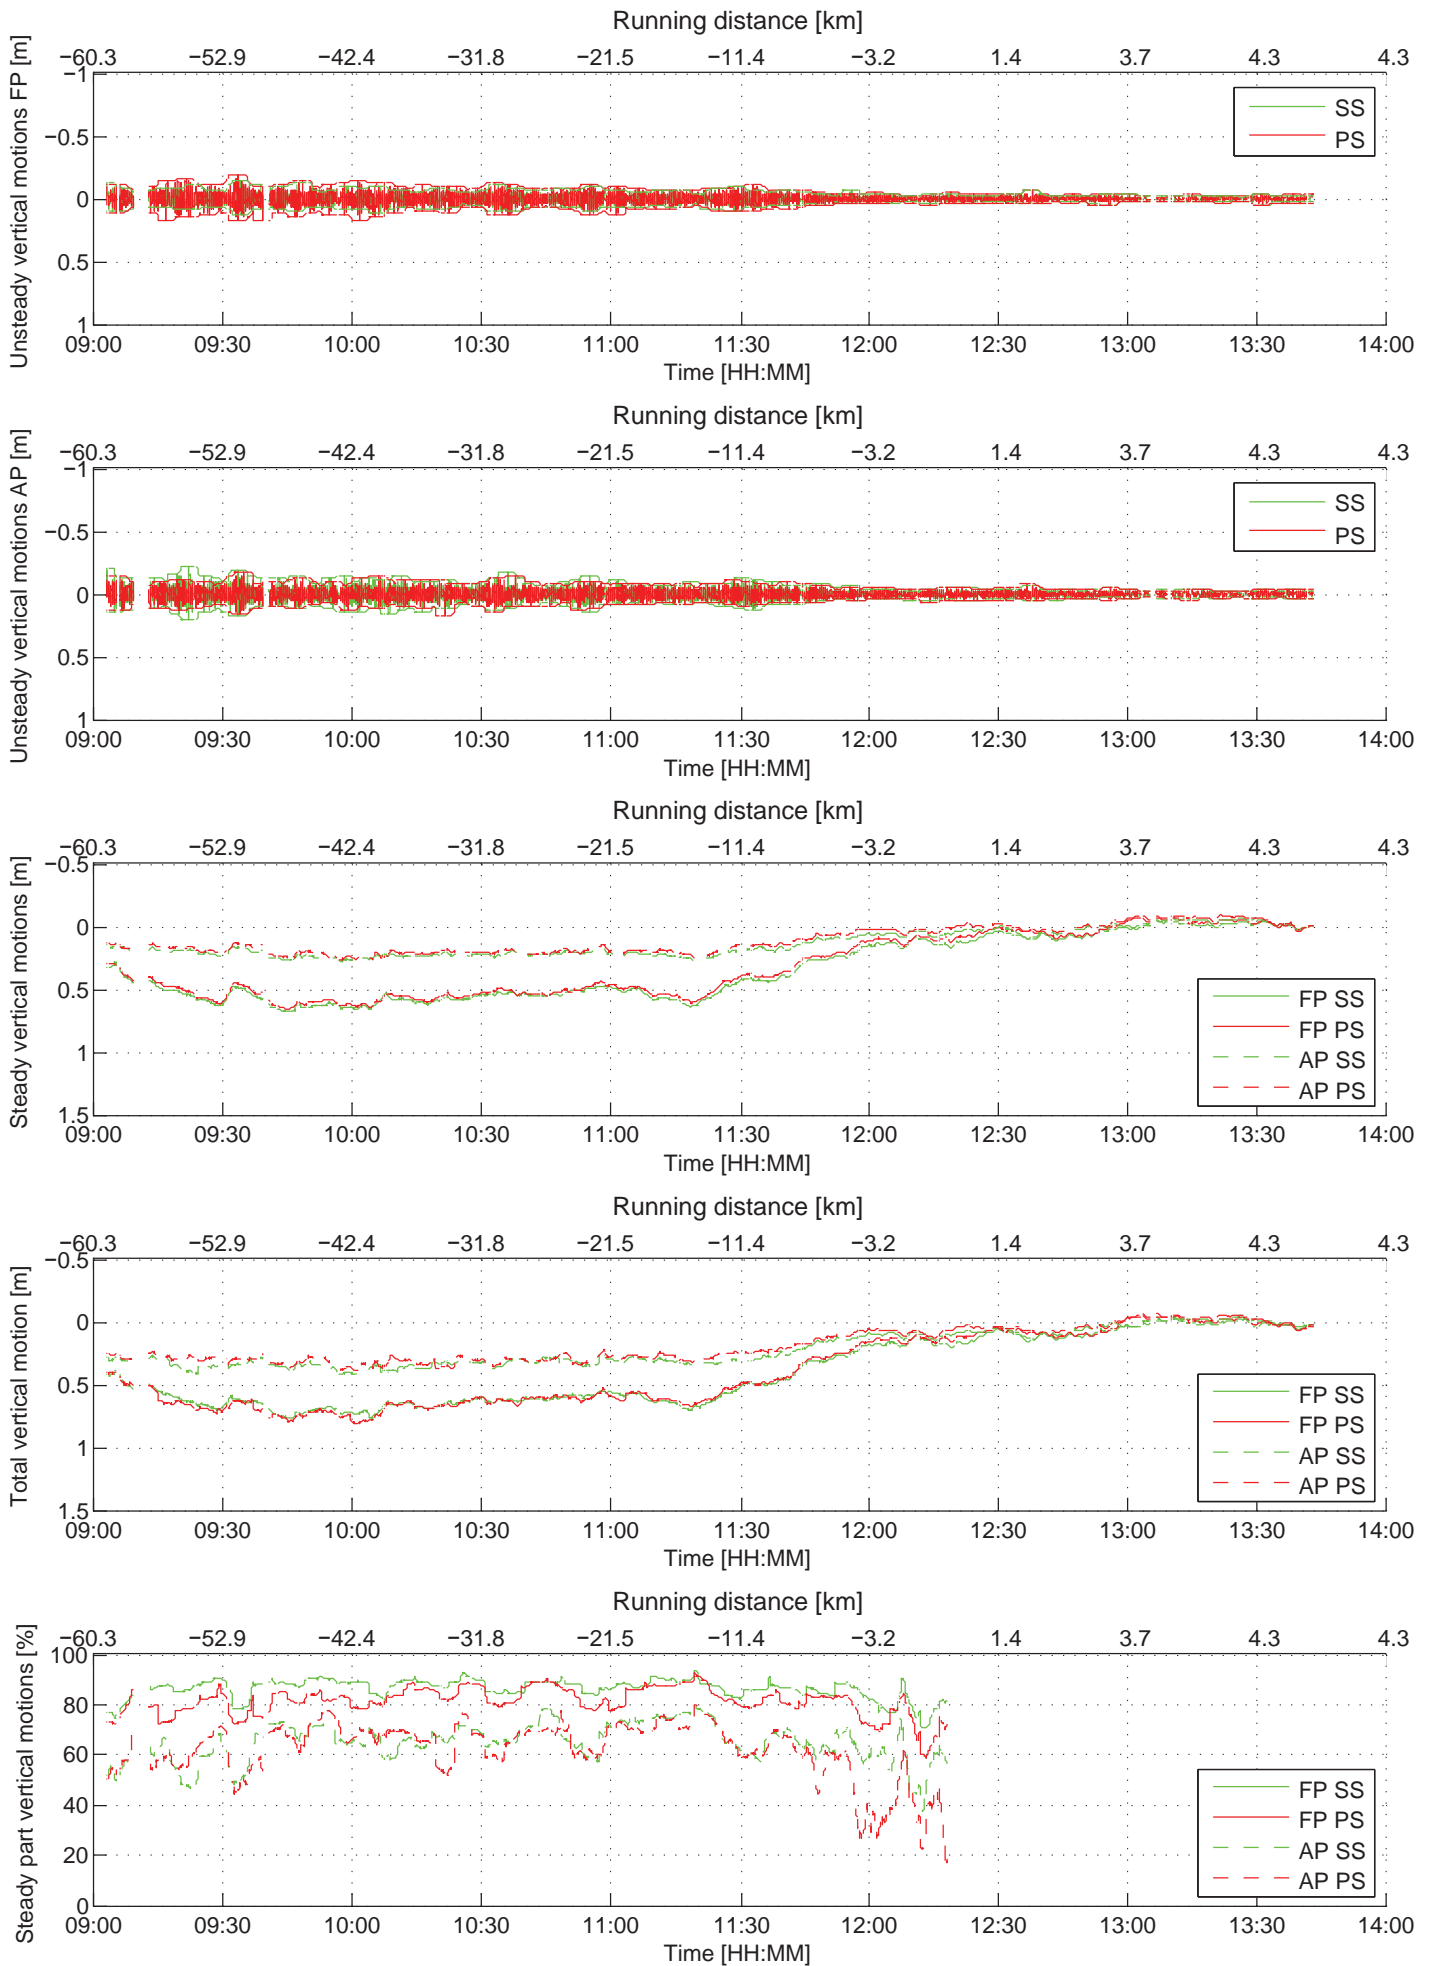 Running distance [km]
−60.3 −52.9 −42.4 −31.8 −21.5 −11.4 −3.2 1.4 3.7 4.3 4.3
Unsteady vertical motions FP [m]
−1
−0.5
0
0.5
1
SS
PS
09:00 09:30 10:00 10:30 11:00 11:30 12:00 12:30 13:00 13:30 14:00
Time [HH:MM]
Running distance [km]
−60.3 −52.9 −42.4 −31.8 −21.5 −11.4 −3.2 1.4 3.7 4.3 4.3
Unsteady vertical motions AP [m]
−1
−0.5
0
0.5
1
SS
PS
09:00 09:30 10:00 10:30 11:00 11:30 12:00 12:30 13:00 13:30 14:00
Time [HH:MM]
Running distance [km]
−60.3 −52.9 −42.4 −31.8 −21.5 −11.4 −3.2 1.4 3.7 4.3 4.3
Steady vertical motions [m]
−0.5
0
0.5
1
1.5
FP SS
FP PS
AP SS
AP PS
09:00 09:30 10:00 10:30 11:00 11:30 12:00 12:30 13:00 13:30 14:00
Time [HH:MM]
Running distance [km]
−60.3 −52.9 −42.4 −31.8 −21.5 −11.4 −3.2 1.4 3.7 4.3 4.3
Total vertical motion [m]
−0.5
0
0.5
1
1.5
FP SS
FP PS
AP SS
AP PS
09:00 09:30 10:00 10:30 11:00 11:30 12:00 12:30 13:00 13:30 14:00
Time [HH:MM]
Running distance [km]
−60.3 −52.9 −42.4 −31.8 −21.5 −11.4 −3.2 1.4 3.7 4.3 4.3
Steady part vertical motions [%]
100
80
60
40
20
0
FP SS
FP PS
AP SS
AP PS
09:00 09:30 10:00 10:30 11:00 11:30 12:00 12:30 13:00 13:30 14:00
Time [HH:MM]